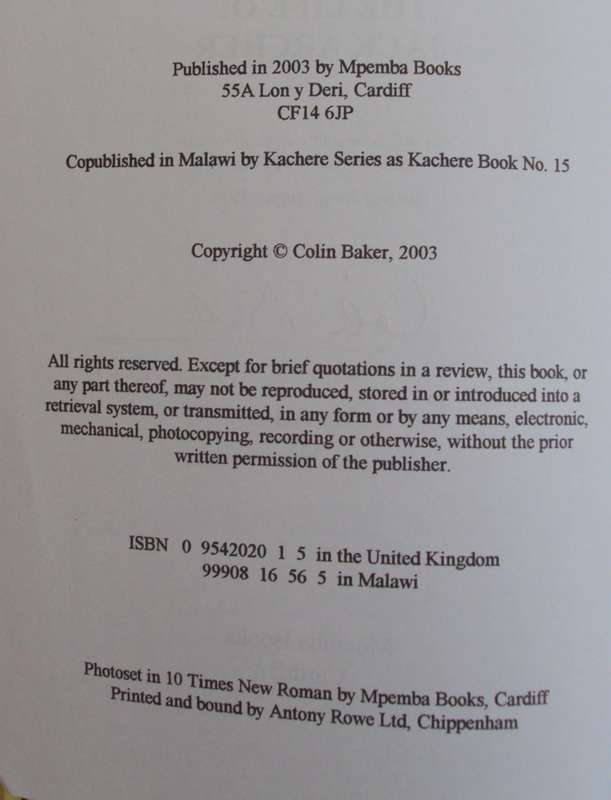 Published in 2003 by Mpemba Books
55A Lon y Deri, Cardiff
CF14 6JP
Copublished in Malawi by Kachere Series as Kachere Book No. 15
Copyright © Colin Baker, 2003
All rights reserved. Except for brief quotations in a review, this book, or
any part thereof, may not be reproduced, stored in or introduced into a
retrieval system, or transmitted, in any form or by any means, electronic,
mechanical, photocopying, recording or otherwise, without the prior
written permission of the publisher.
ISBN 0 9542020 1 5 in the United Kingdom
99908 16 56 5 in Malawi
Photoset in 10 Times New Roman by Mpemba Books, Cardiff
Printed and bound by Antony Rowe Ltd, Chippenham